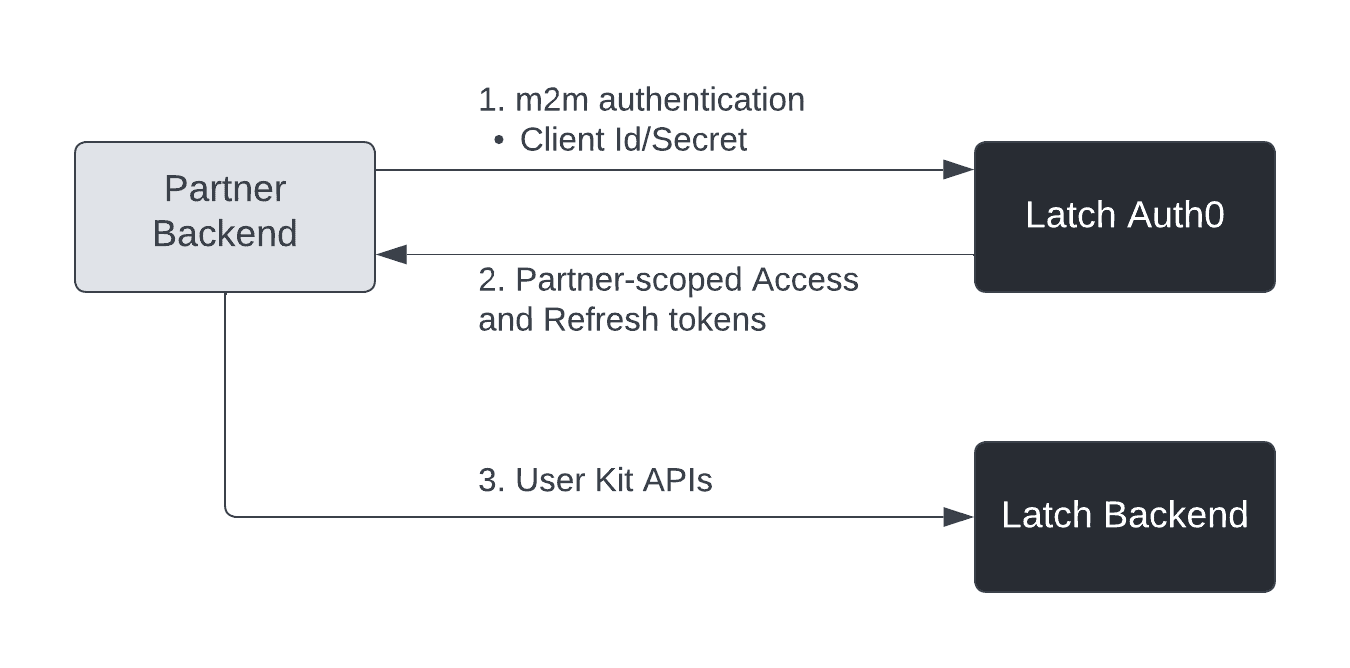 1. m2m authentication
• Client Id/Secret
Partner
Backend
Latch Auth0
2. Partner-scoped Access
and Refresh tokens
3. User Kit APIs
Latch Backend